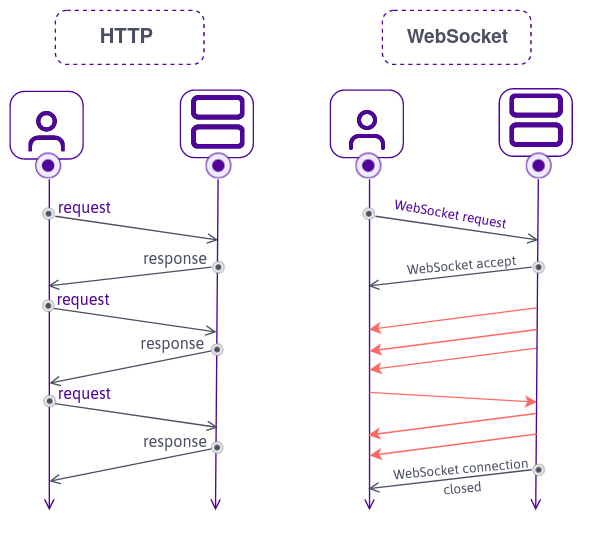 HTTP
WebSocket
request
response
request
response
request
response
WebSocket request
WebSocket accept
WebSocket connection
closed